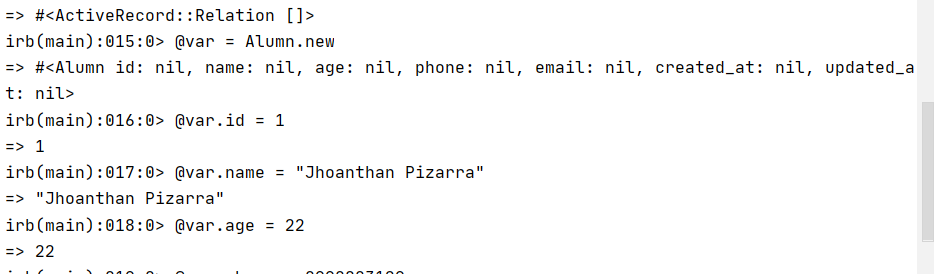 => #<ActiveRecord::Relation []>
irb(main):015:0> @var = Alumn.new
=> #<Alumn id: nil, name: nil, age: nil, phone: nil, email: nil, created_at: nil, updated_a
t: nil>
irb(main):016:0> @var.id = 1
=> 1
irb(main):017:0> @var.name = "Jhoanthan Pizarra"
=> "Jhoanthan Pizarra"
irb(main):018:0> @var.age = 22
=> 22